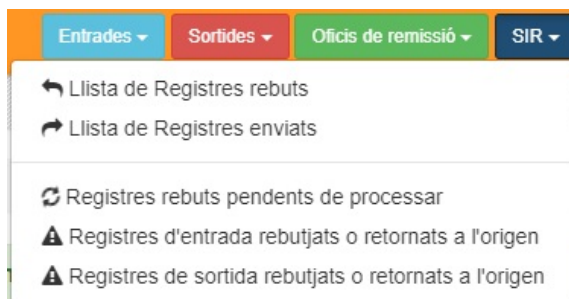 Entrades Sortides Oficis de remissió SIR
Llista de Registres rebuts
Llista de Registres enviats
Registres rebuts pendents de processar
Registres d'entrada rebutjats o retornats a l'origen
Registres de sortida rebutjats o retornats a l'origen